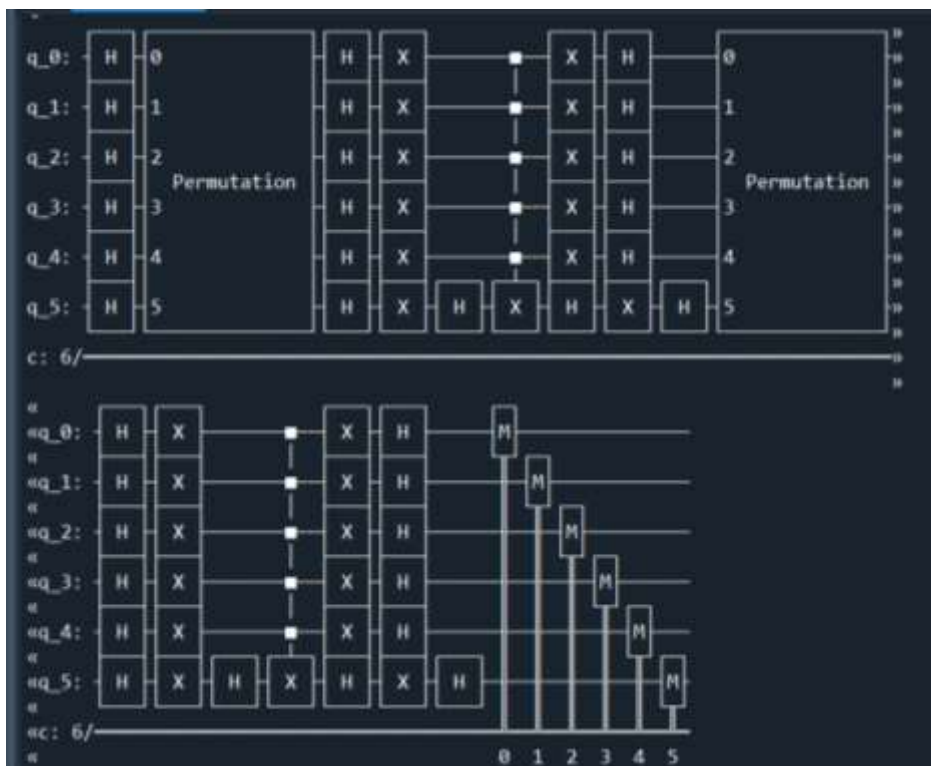 q_0: H 0 H X X H 0 »
q_1: H 1 H X X H 1 »
q_2: H 2 H X X H 2 »
Permutation Permutation »
q_3: H 3 H X X H 3 »
q_4: H 4 H X X H 4 »
q_5: H 5 H X H X H X H 5 »
c: 6/ »
»
«
«q_0: H X X H M
«
«q_1: H X X H M
«
«q_2: H X X H M
«
«q_3: H X X H M
«
«q_4: H X X H M
«
«q_5: H X H X H X H M
«
«c: 6/
« 0 1 2 3 4 5